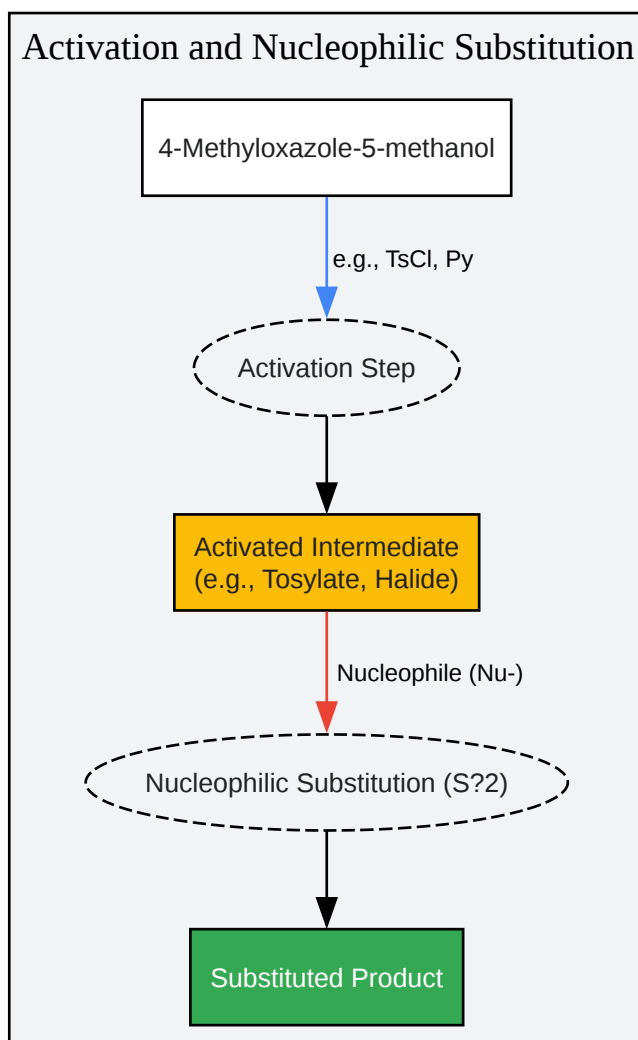 Activation and Nucleophilic Substitution
4-Methyloxazole-5-methanol
e.g., TsCl, Py
Activation Step
Activated Intermediate
(e.g., Tosylate, Halide)
Nucleophile (Nu-)
Nucleophilic Substitution (S?2)
Substituted Product